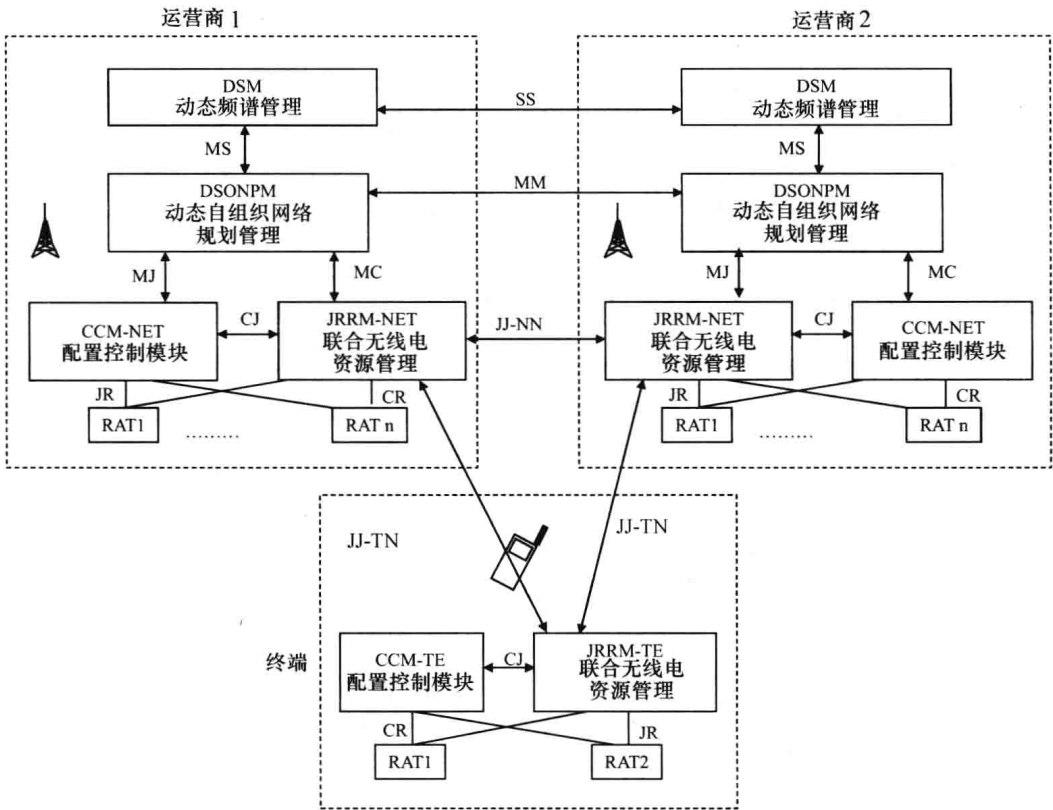 运营商 1
运营商 2
DSM
动态频谱管理
SS
DSM
动态频谱管理
MS
MS
DSONPM
动态自组织网络
规划管理
MM
DSONPM
动态自组织网络
规划管理
MJ
MC
MJ
MC
CCM-NET
配置控制模块
CJ
JRRM-NET
联合无线电
资源管理
JJ-NN
JRRM-NET
联合无线电
资源管理
CJ
CCM-NET
配置控制模块
JR
CR
JR
CR
RAT1
.........
RAT n
RAT1
.........
RAT n
JJ-TN
JJ-TN
终端
CCM-TE
配置控制模块
CJ
JRRM-TE
联合无线电
资源管理
CR
JR
RAT1
RAT2